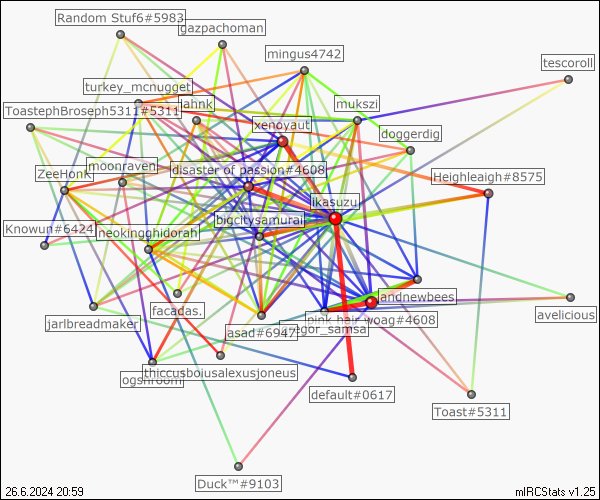 Random Stuf6#5983
gazpachoman
mingus4742
tescoroll
turkey_mcnugget
lahnk
mukszi
ToastephBroseph5311#5311
xenoyaut
doggerdig
moonraven
ZeeHonk
disaster of passion#4608
Heighleaigh#8575
ikasuzu
bigcitysamurai
Knowun#6424
neokingghidorah
landnewbees
facadas.
jarlbreadmaker
pink hair woag#4608
avelicious
asad#6947
gregor_samsa
thiccusbousalexusjoneus
ogshroom
default#0617
Toast#5311
Duck™#9103
26.6.2024 20:59
mIRCStats v1.25